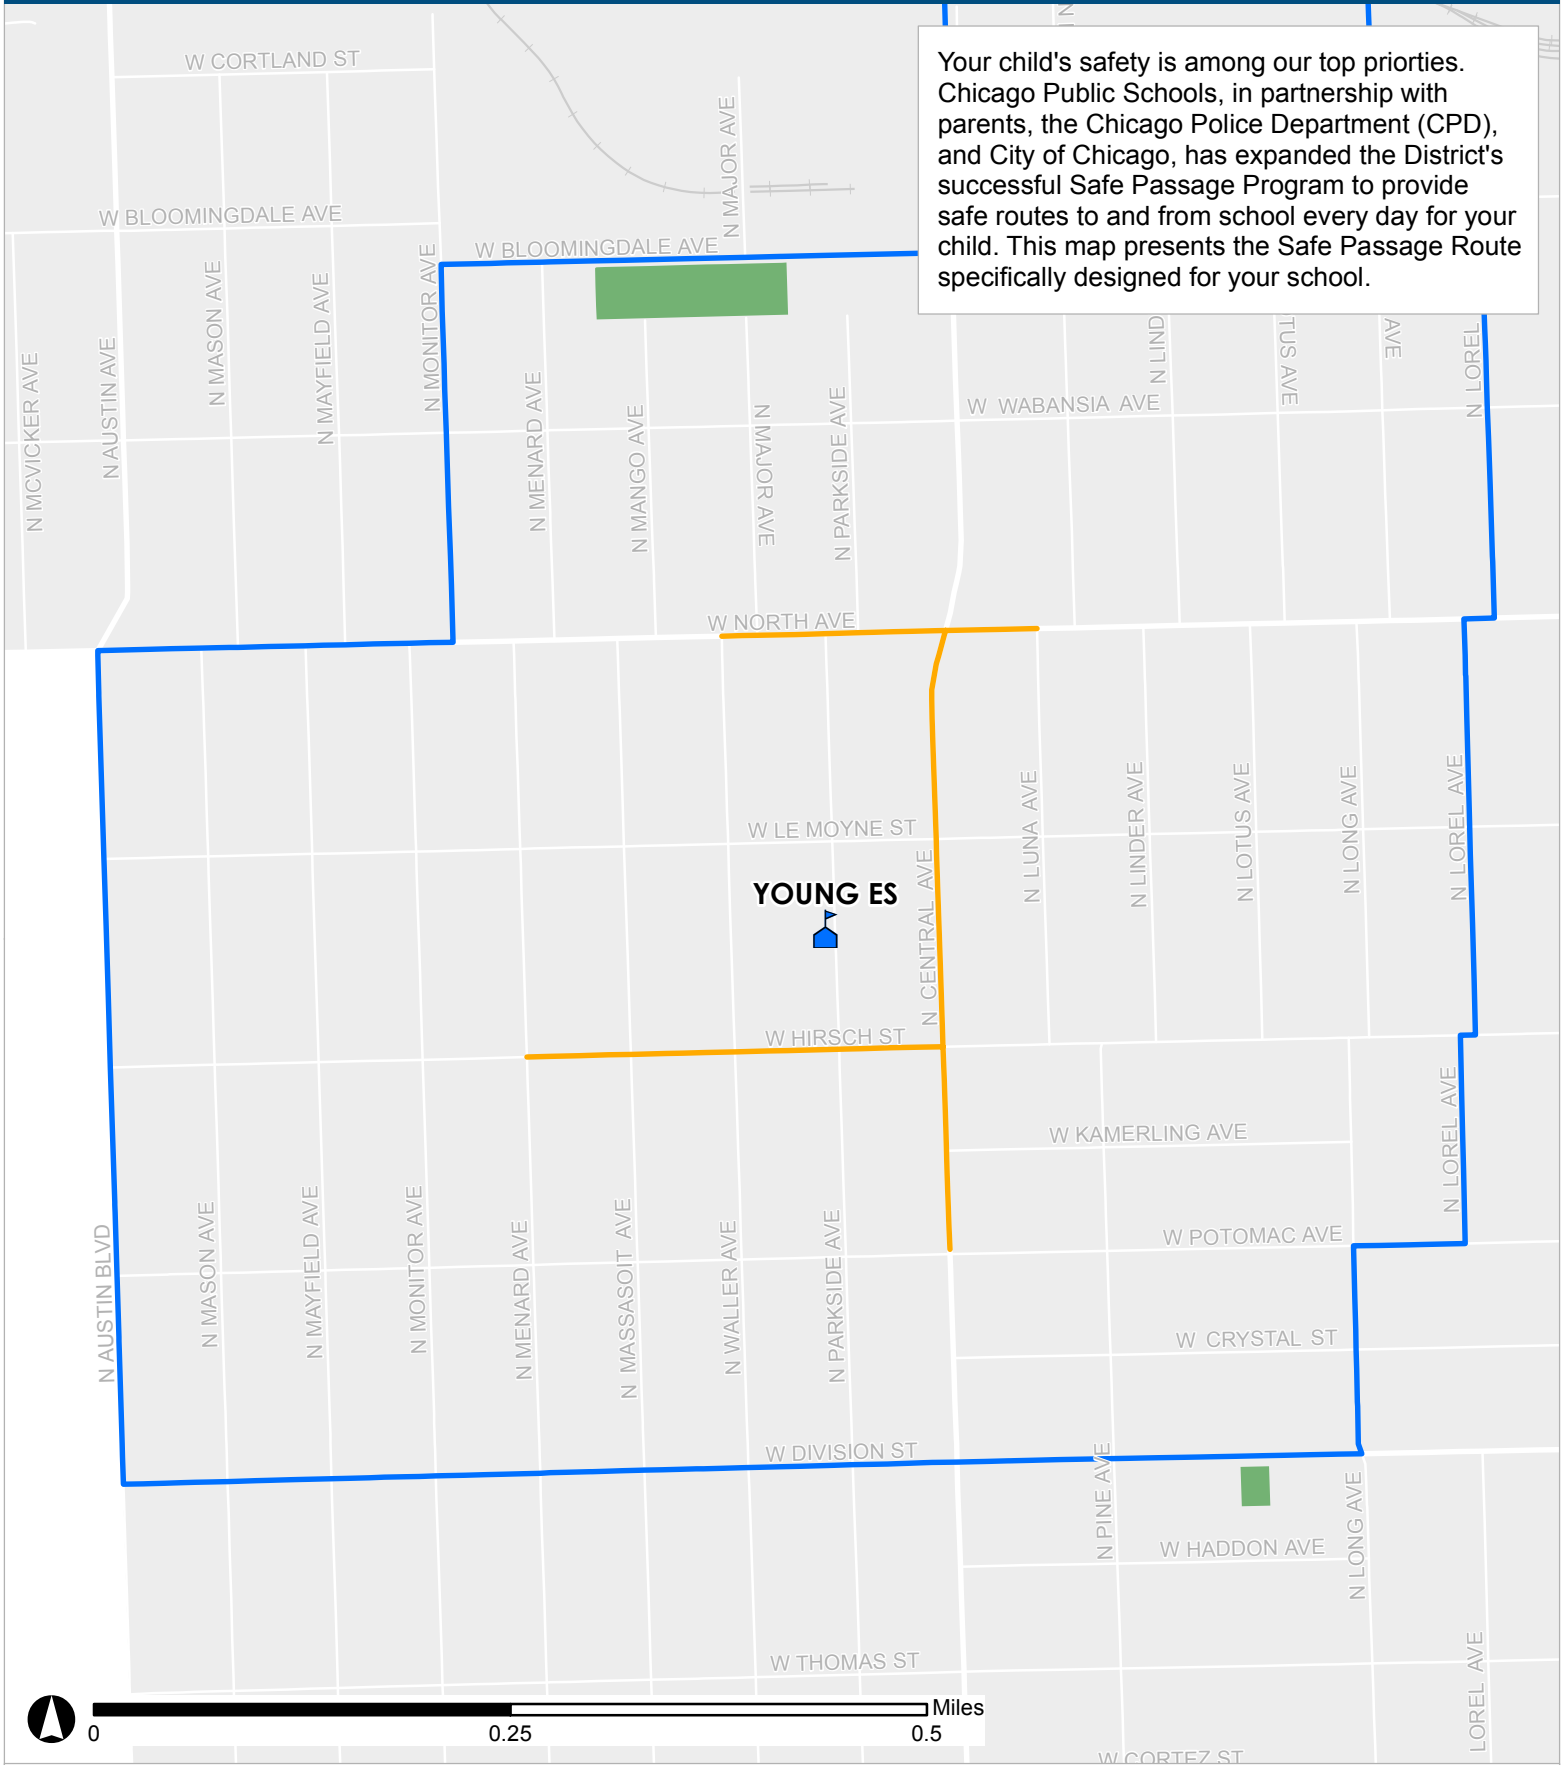 Your child's safety is among our top priorties.
Chicago Public Schools, in partnership with
parents, the Chicago Police Department (CPD),
and City of Chicago, has expanded the District's
successful Safe Passage Program to provide
safe routes to and from school every day for your
child. This map presents the Safe Passage Route
specifically designed for your school.
W CORTLAND ST
N MAJOR AVE
W BLOOMINGDALE AVE
W BLOOMINGDALE AVE
N MCVICKER AVE
N AUSTIN AVE
N MASON AVE
N MAYFIELD AVE
N MONITOR AVE
N MENARD AVE
N MANGO AVE
N MAJOR AVE
N PARKSIDE AVE
N LIND
TUS AVE
AVE
N LOREL
W WABANSIA AVE
W NORTH AVE
W LE MOYNE ST
YOUNG ES
N CENTRAL AVE
N LUNA AVE
N LINDER AVE
N LOTUS AVE
N LONG AVE
N LOREL AVE
W HIRSCH ST
W KAMERLING AVE
N LOREL AVE
N AUSTIN BLVD
N MASON AVE
N MAYFIELD AVE
N MONITOR AVE
N MENARD AVE
N MASSASOIT AVE
N WALLER AVE
N PARKSIDE AVE
W POTOMAC AVE
W CRYSTAL ST
W DIVISION ST
N PINE AVE
N LONG AVE
W HADDON AVE
W THOMAS ST
LOREL AVE
W CORTEZ ST
Miles
0
0.25
0.5